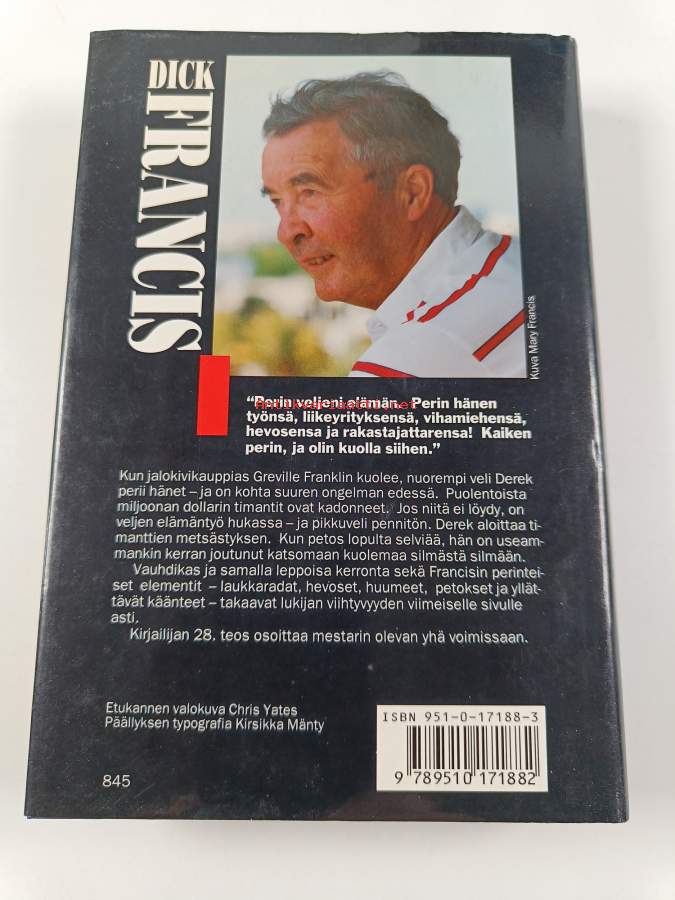 DICK
FRANCIS
Kuva Mary Francis
Antikvariaatti.net
"Perin veljeni elämän. Perin hänen
työnsä, liikeyrityksensä, vihamiehensä,
hevosensa ja rakastajattarensa! Kaiken
perin, ja olin kuolla siihen."
Kun jalokivikauppias Greville Franklin kuolee, nuorempi veli Derek
perii hänet – ja on kohta suuren ongelman edessä. Puolentoista
miljoonan dollarin timantit ovat kadonneet. Jos niitä ei löydy, on
veljen elämäntyö hukassa – ja pikkuveli pennitön. Derek aloittaa ti-
manttien metsästyksen. Kun petos lopulta selviää, hän on useam-
mankin kerran joutunut katsomaan kuolemaa silmästä silmään.
Vauhdikas ja samalla leppoisa kerronta sekä Francisin perintei-
set elementit – laukkaradat, hevoset, huumeet, petokset ja yllät-
tävät käänteet – takaavat lukijan viihtyvyyden viimeiselle sivulle
asti.
Kirjailijan 28. teos osoittaa mestarin olevan yhä voimissaan.
Etukannen valokuva Chris Yates
Päällyksen typografia Kirsikka Mänty
845
ISBN 951-0-17188-3
9 789510 171882